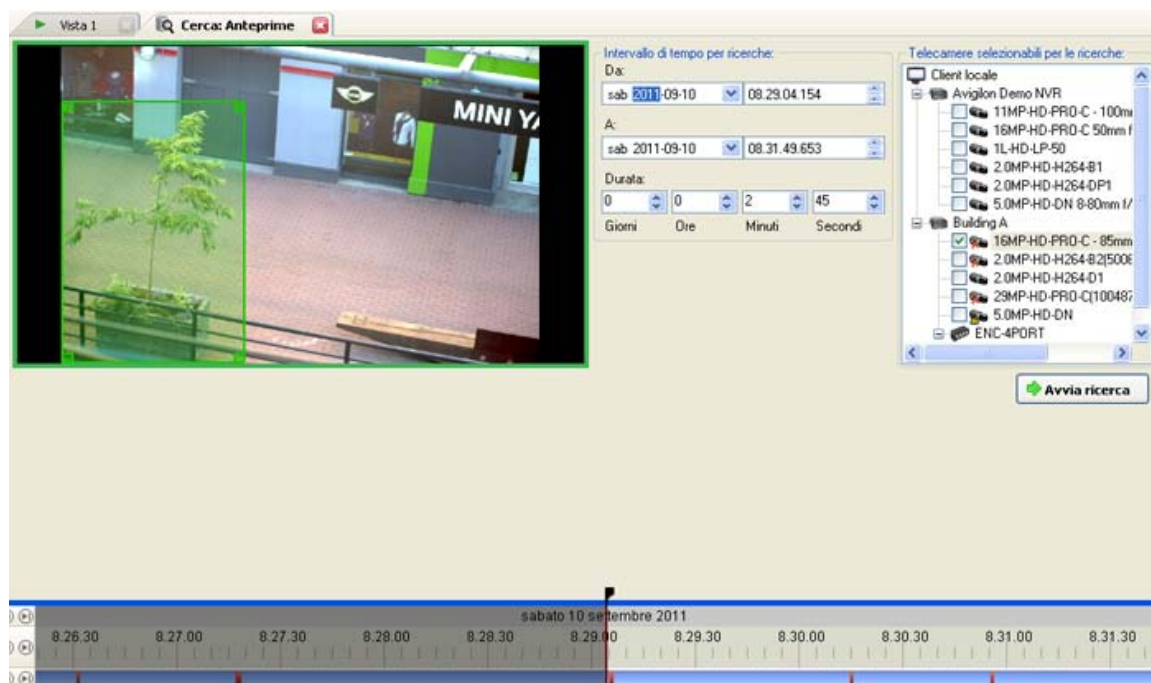 Vista 1
Cerca: Anteprime
MINI
Intervallo di tempo per ricerche:
Da:
sab 2011-09-10
08.29.04.154
A:
sab 2011-09-10
08.31.49.653
Durata:
0 0 2 45
Giorni Ore Minuti Secondi
Telecamere selezionabili per le ricerche:
Client locale
Avigilon Demo NVR
11MP-HD-PRO-C - 100m
16MP-HD-PRO-C 50mm f
1L-HD-LP-50
2.0MP-HD-H264-B1
2.0MP-HD-H264-DP1
5.0MP-HD-DN 8-80mm f/
Building A
16MP-HD-PRO-C - 85mm
2.0MP-HD-H264-B2(5006
2.0MP-HD-H264-D1
29MP-HD-PRO-C(100487
5.0MP-HD-DN
ENC-4PORT
Avvia ricerca
sabato 10 settembre 2011
8.26.30 8.27.00 8.27.30 8.28.00 8.28.30 8.29.00 8.29.30 8.30.00 8.30.30 8.31.00 8.31.30